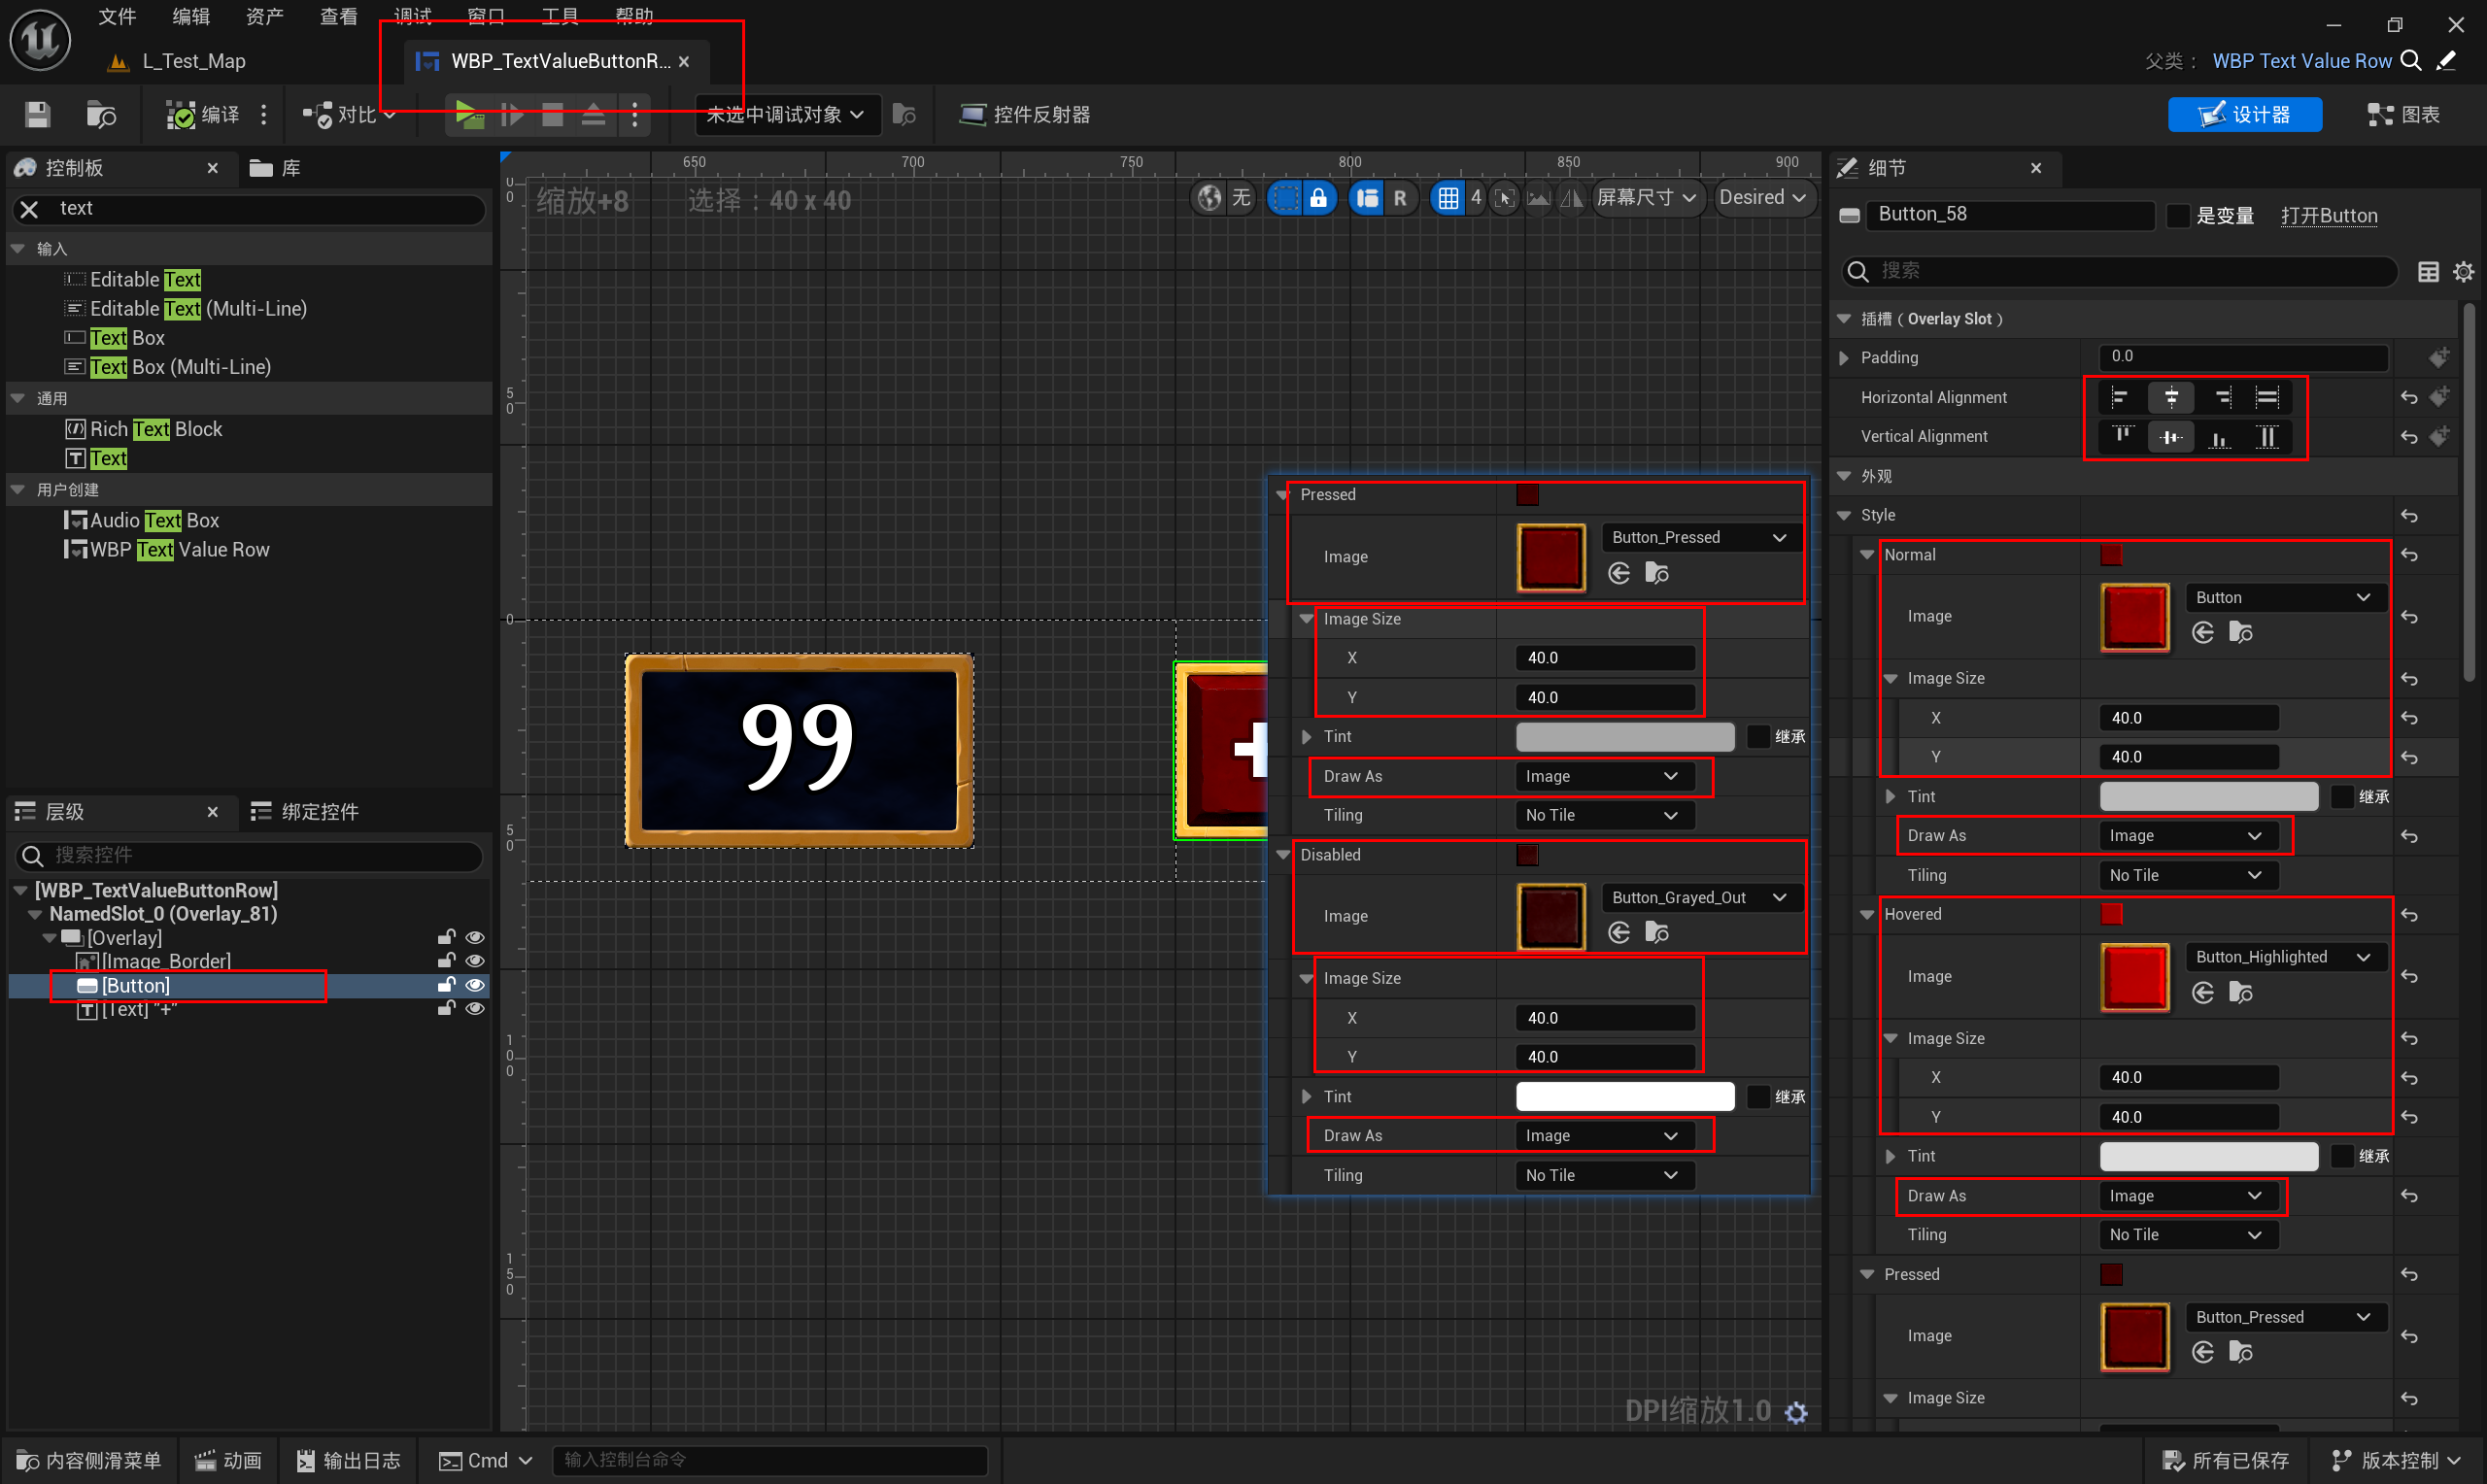 文件 编辑 资产 查看 调试 窗口 工具 帮助
L_Test_Map
WBP_TextValueButtonR...
父类： WBP Text Value Row
编译
对比
未选中调试对象
控件反射器
设计器
图表
控制板
库
text
输入
Editable Text
Editable Text (Multi-Line)
Text Box
Text Box (Multi-Line)
通用
Rich Text Block
Text
用户创建
Audio Text Box
WBP Text Value Row
层级
绑定控件
搜索控件
[WBP_TextValueButtonRow]
NamedSlot_0 (Overlay_81)
[Overlay]
[Image_Border]
[Button]
[Text] "+"
650 700 750 800 850 900
缩放+8
选择：40 x 40
无
R
4
屏幕尺寸
Desired
0
0
5
0
0
5
0
1
0
0
1
5
0
99
+
Pressed
Image
Button_Pressed
Image Size
X 40.0
Y 40.0
Tint 继承
Draw As Image
Tiling No Tile
Disabled
Image
Button_Grayed_Out
Image Size
X 40.0
Y 40.0
Tint 继承
Draw As Image
Tiling No Tile
DPI缩放1.0
细节
Button_58
是变量
打开Button
搜索
插槽（Overlay Slot）
Padding 0.0
Horizontal Alignment
Vertical Alignment
外观
Style
Normal
Image
Button
Image Size
X 40.0
Y 40.0
Tint 继承
Draw As Image
Tiling No Tile
Hovered
Image
Button_Highlighted
Image Size
X 40.0
Y 40.0
Tint 继承
Draw As Image
Tiling No Tile
Pressed
Image
Button_Pressed
Image Size
内容侧滑菜单
动画
输出日志
Cmd
输入控制台命令
所有已保存
版本控制